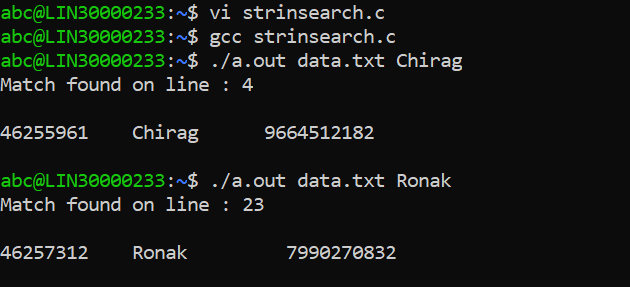 abc@LIN30000233:~$ vi strinsearch.c
abc@LIN30000233:~$ gcc strinsearch.c
abc@LIN30000233:~$ ./a.out data.txt Chirag
Match found on line : 4
46255961    Chirag      9664512182
abc@LIN30000233:~$ ./a.out data.txt Ronak
Match found on line : 23
46257312    Ronak         7990270832